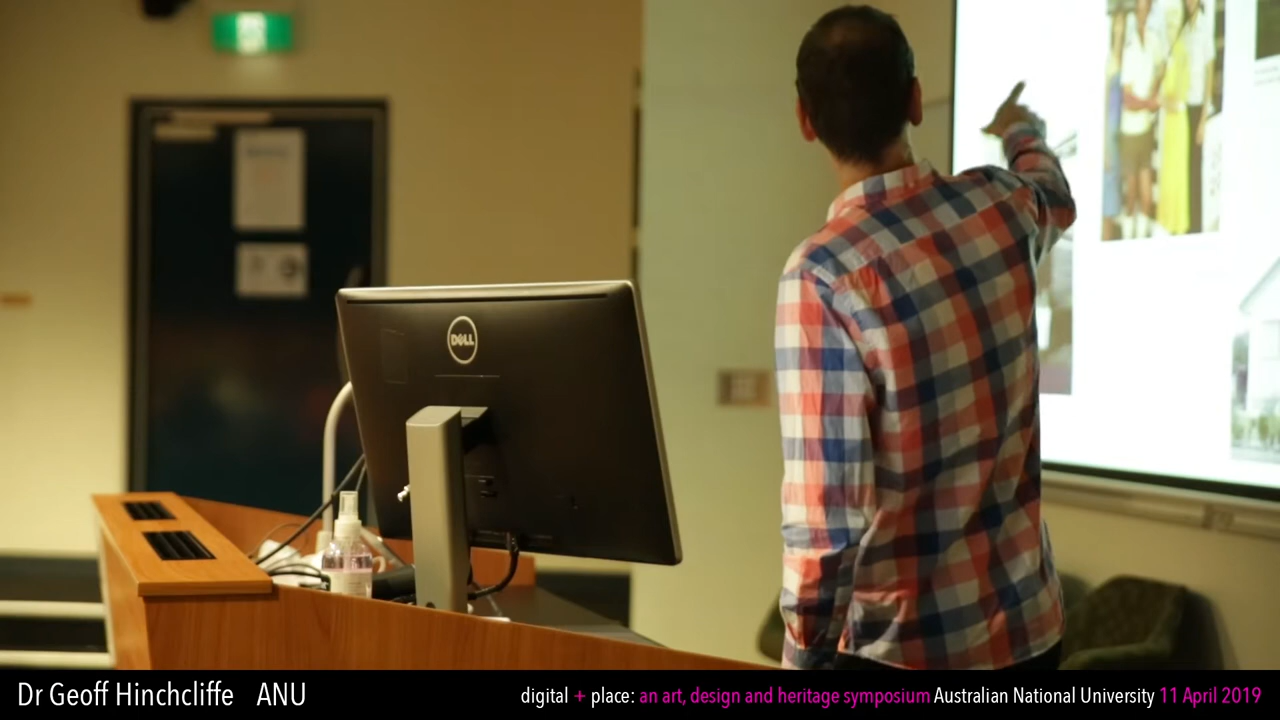 DELL
Dr Geoff Hinchcliffe ANU
digital + place: an art, design and heritage symposium Australian National University 11 April 2019